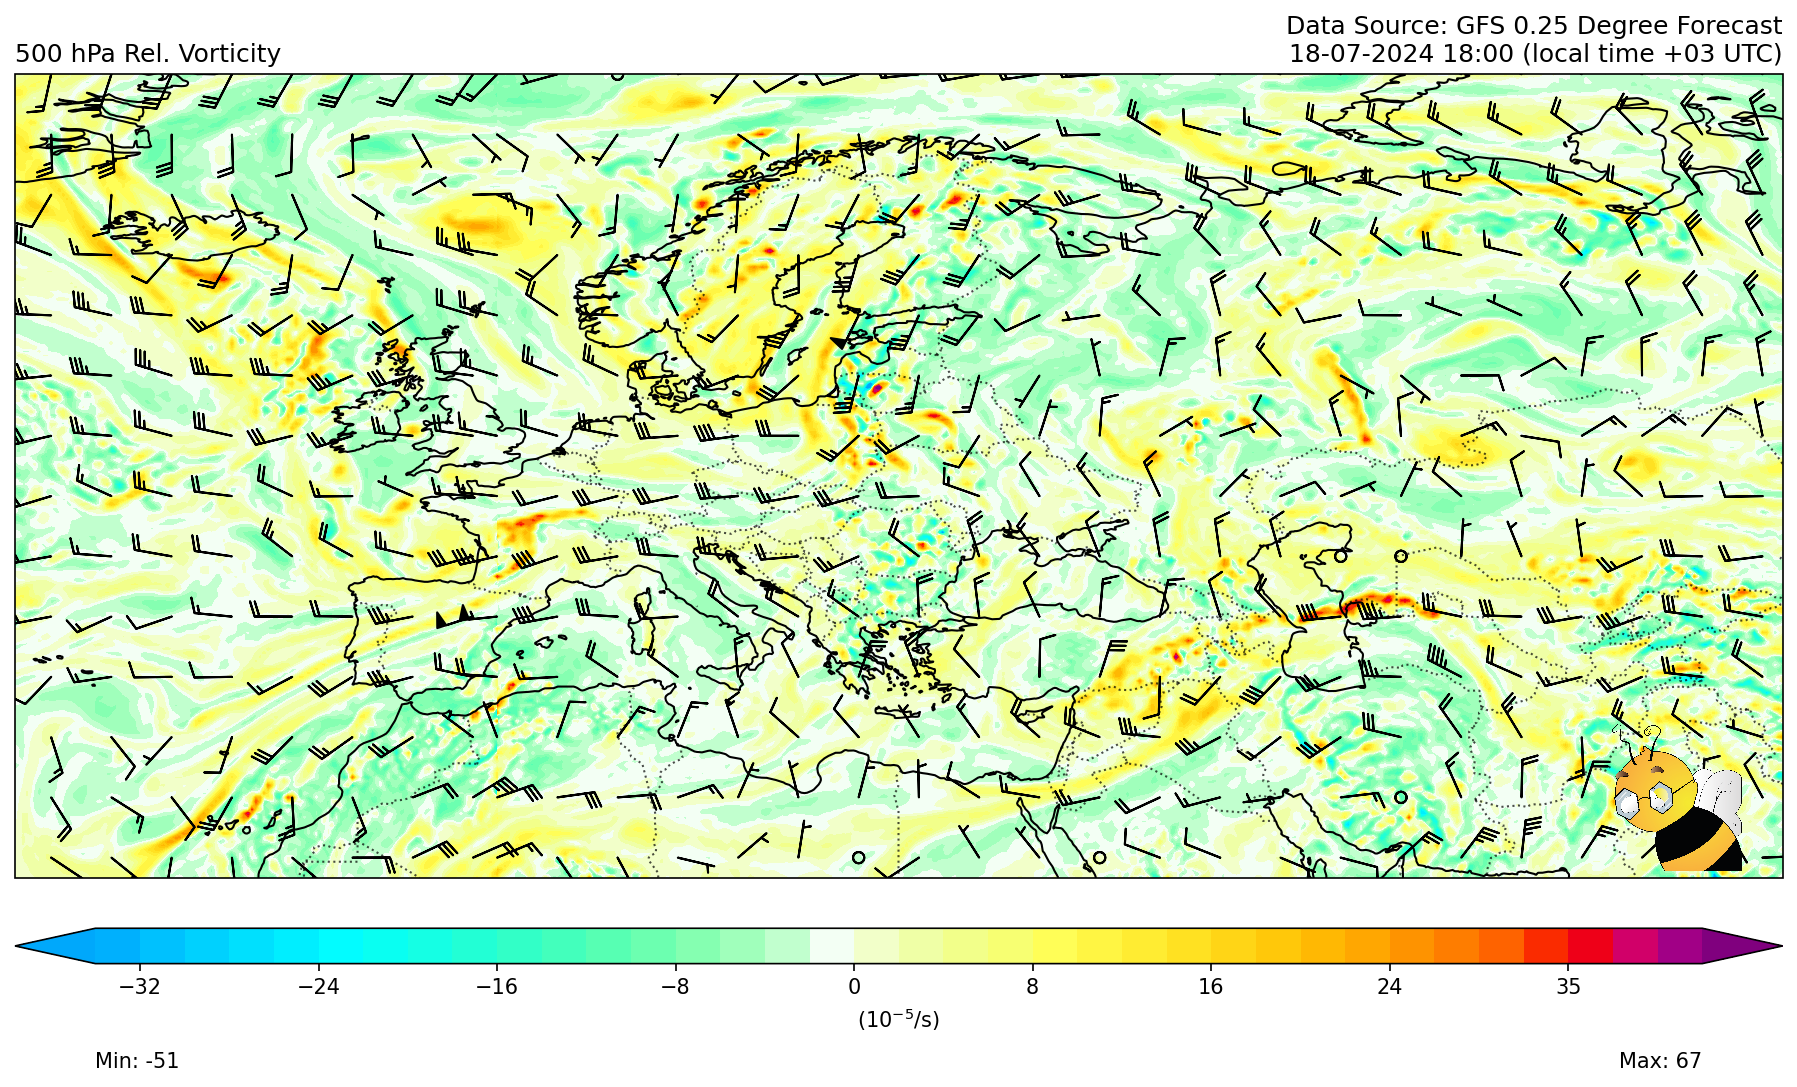 Data Source: GFS 0.25 Degree Forecast
500 hPa Rel. Vorticity
18-07-2024 18:00 (local time +03 UTC)
−32 −24 −16 −8 0 8 16 24 35
(10⁻⁵/s)
Min: -51
Max: 67